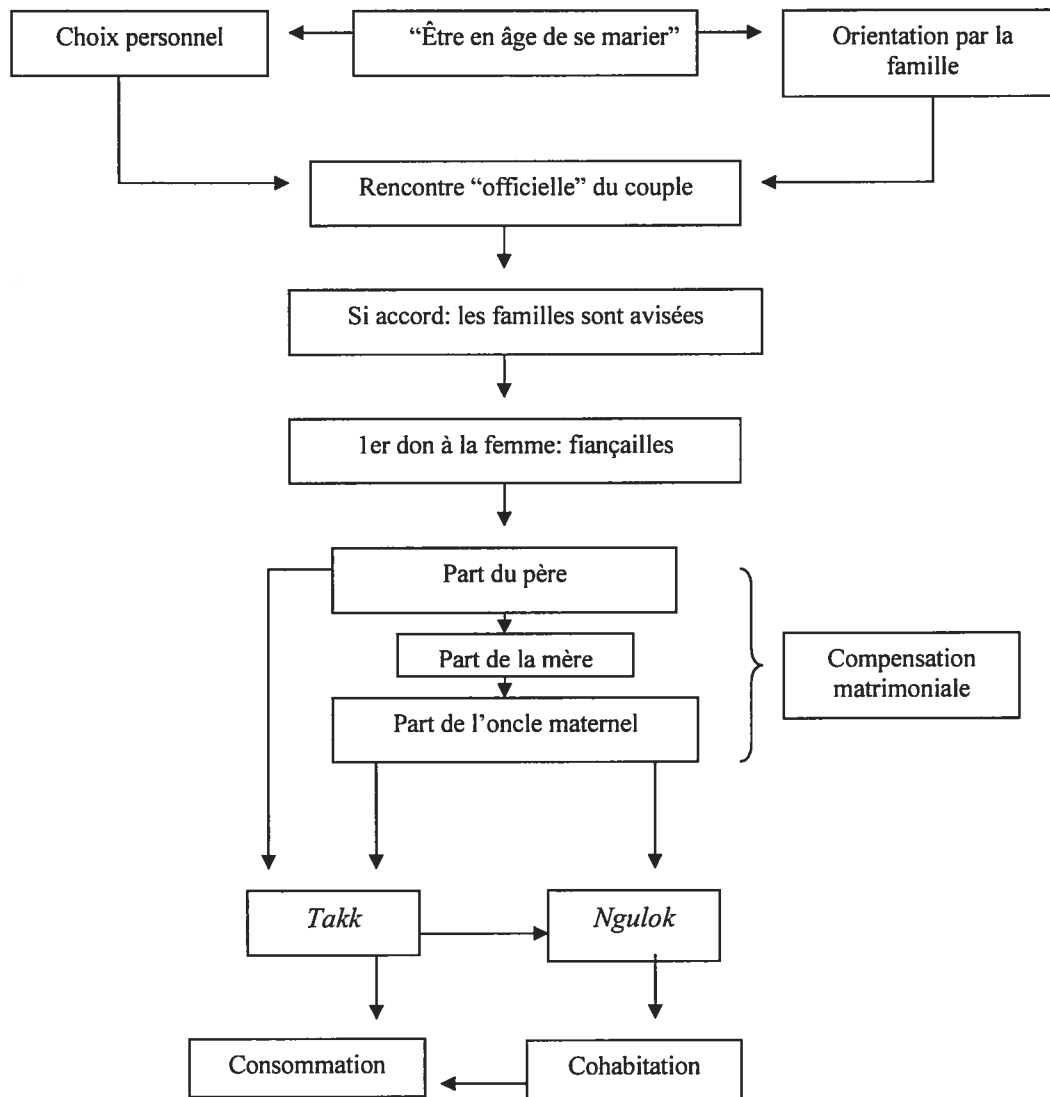 Choix personnel
“Être en âge de se marier”
Orientation par la
famille
Rencontre “officielle” du couple
Si accord: les familles sont avisées
1er don à la femme: fiançailles
Part du père
Part de la mère
Part de l’oncle maternel
Compensation
matrimoniale
Takk
Ngulok
Consommation
Cohabitation